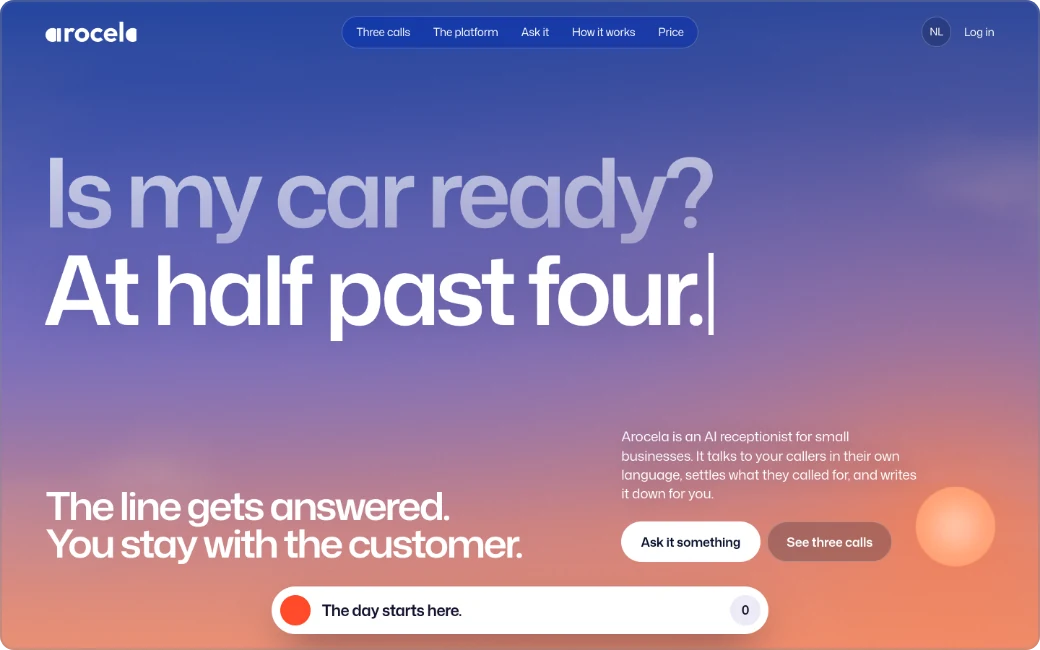 arocela
Three calls
The platform
Ask it
How it works
Price
NL
Log in
Is my car ready?
At half past four.
The line gets answered.
You stay with the customer.
Arocela is an AI receptionist for small
businesses. It talks to your callers in their own
language, settles what they called for, and writes
it down for you.
Ask it something
See three calls
The day starts here.
0